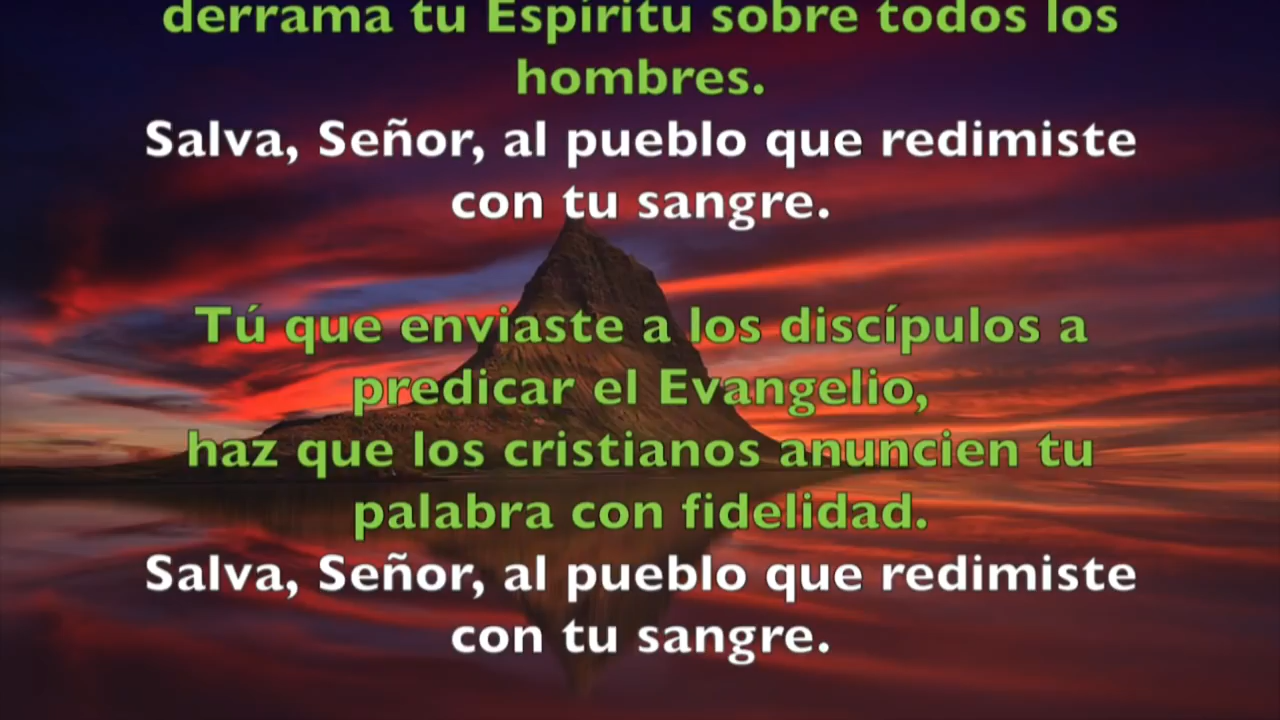 derrama tu Espíritu sobre todos los
hombres.
Salva, Señor, al pueblo que redimiste
con tu sangre.
Tú que enviaste a los discípulos a
predicar el Evangelio,
haz que los cristianos anuncien tu
palabra con fidelidad.
Salva, Señor, al pueblo que redimiste
con tu sangre.